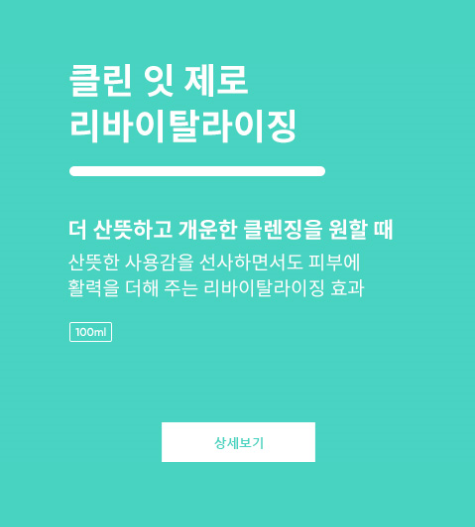 클린 잇 제로
리바이탈라이징
더 산뜻하고 개운한 클렌징을 원할 때
산뜻한 사용감을 선사하면서도 피부에
활력을 더해 주는 리바이탈라이징 효과
100ml
상세보기